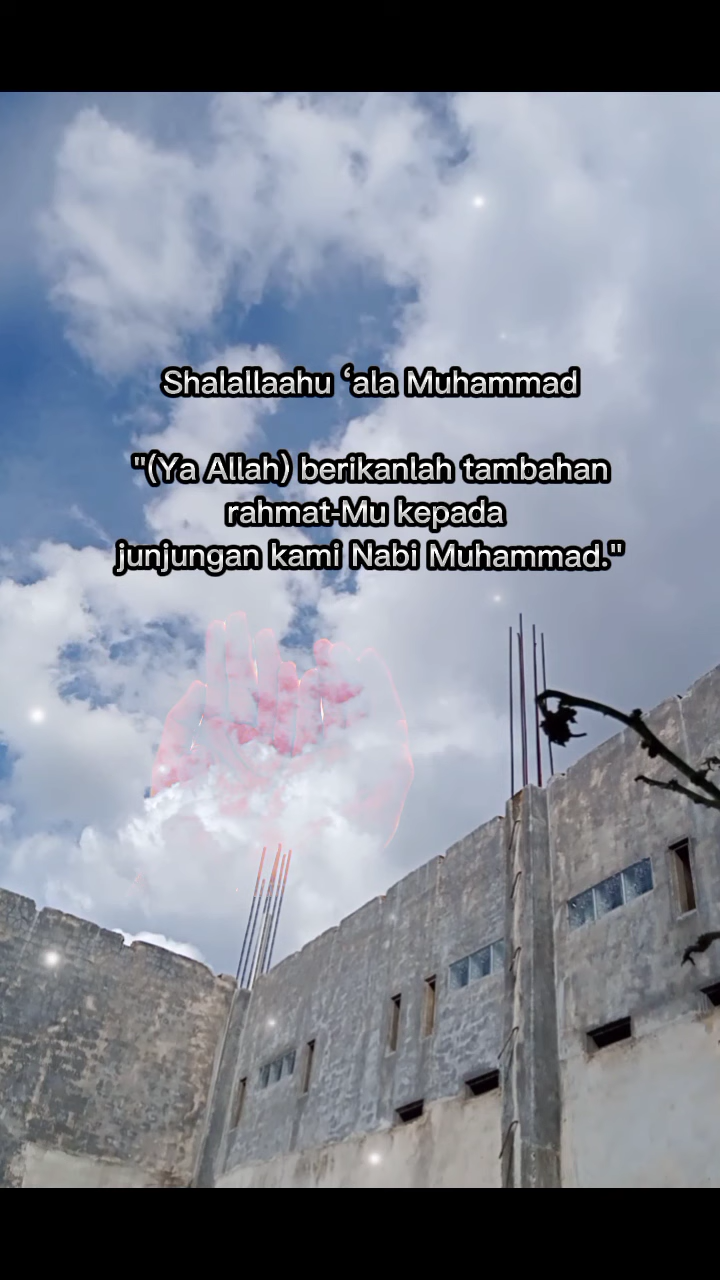 Shalallaahu ‘ala Muhammad
"(Ya Allah) berikanlah tambahan
rahmat-Mu kepada
junjungan kami Nabi Muhammad."